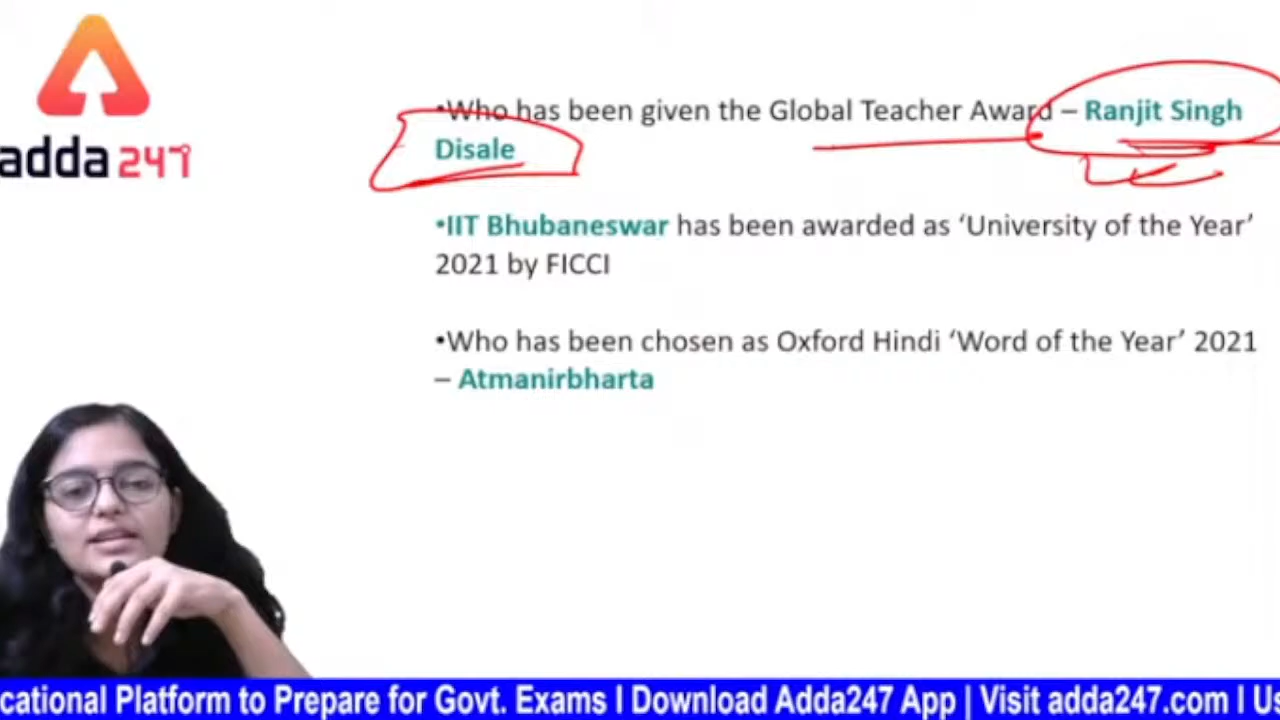 adda247
•Who has been given the Global Teacher Award – Ranjit Singh
Disale
•IIT Bhubaneswar has been awarded as ‘University of the Year’
2021 by FICCI
•Who has been chosen as Oxford Hindi ‘Word of the Year’ 2021
– Atmanirbharta
cational Platform to Prepare for Govt. Exams I Download Adda247 App | Visit adda247.com I Us